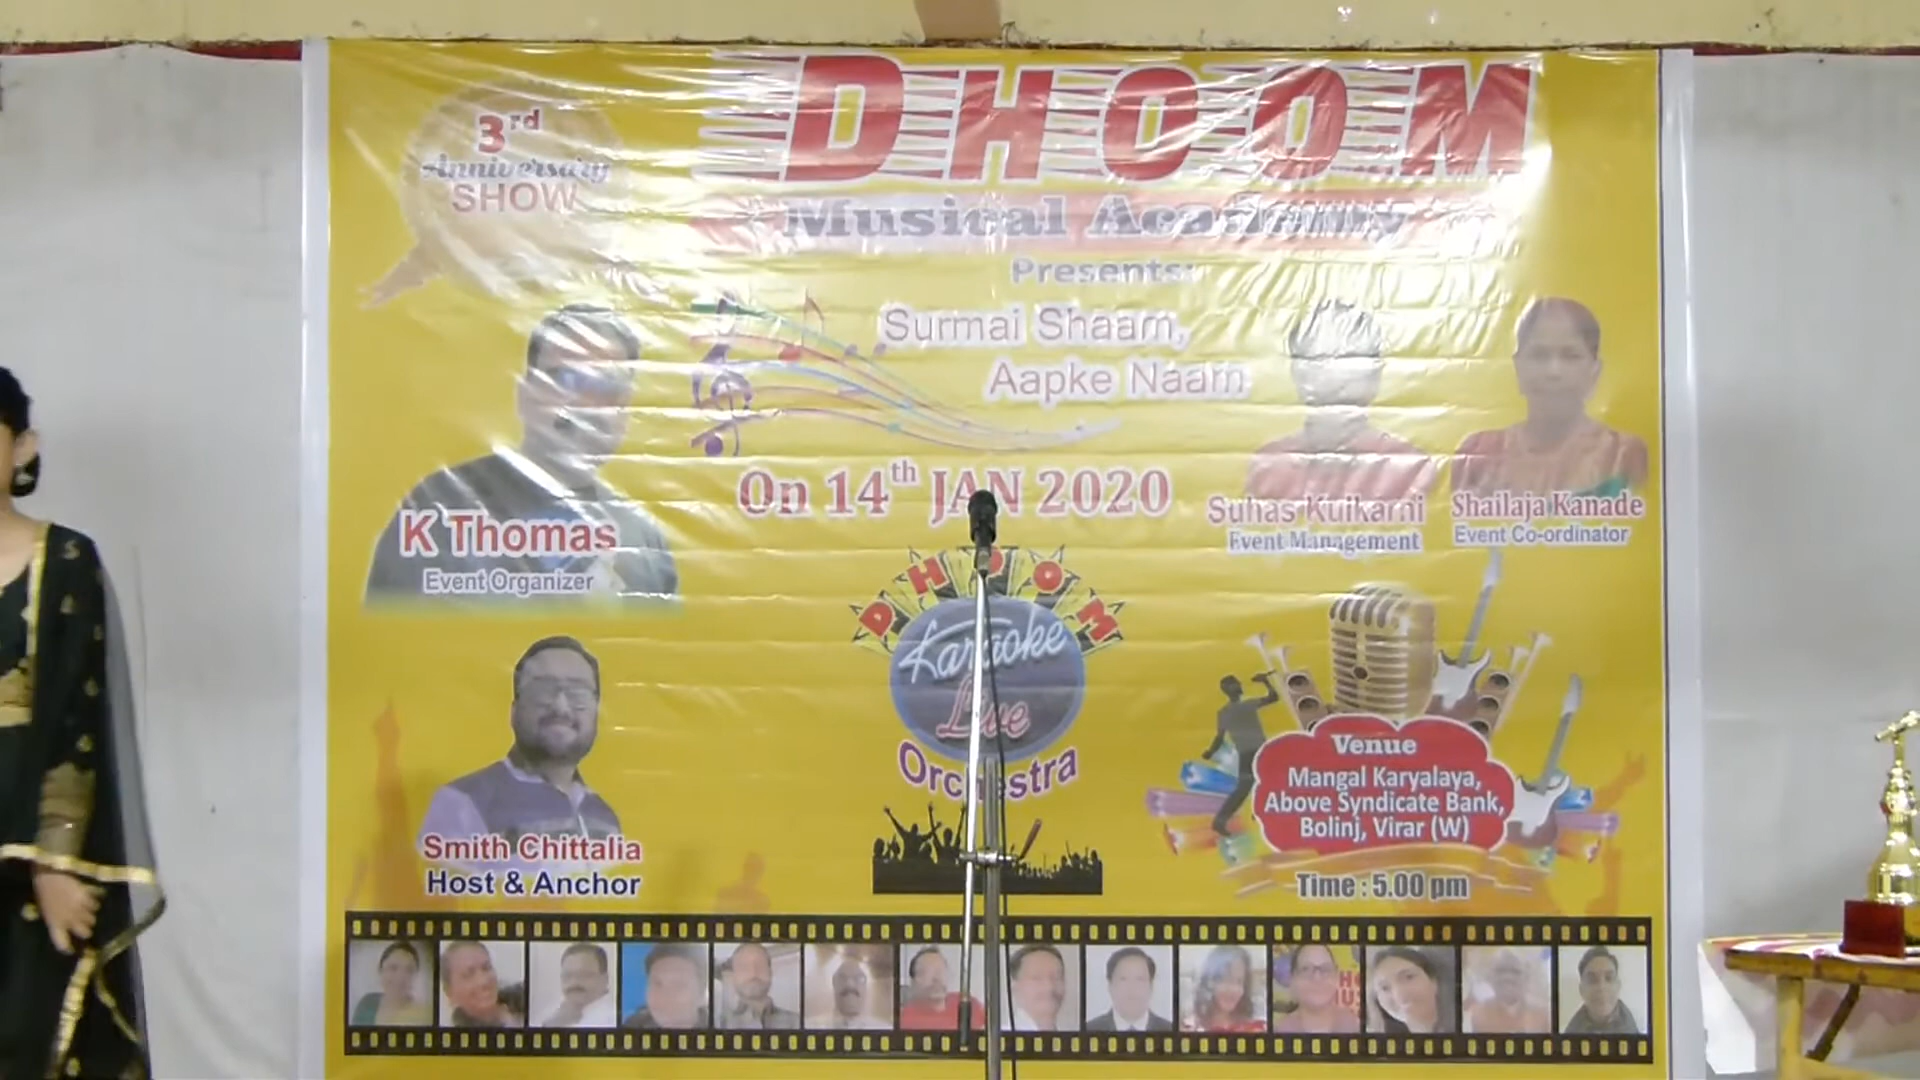 3rd
Anniversary
SHOW
DHOOM
Musical Academy
Presents:
Surmai Shaam,
Aapke Naam
On 14th JAN 2020
K Thomas
Event Organizer
Suhas Kulkarni
Event Management
Shailaja Kanade
Event Co-ordinator
DHOOM
Karaoke
Live
Orchestra
Smith Chittalia
Host & Anchor
Venue
Mangal Karyalaya,
Above Syndicate Bank,
Bolinj, Virar (W)
Time : 5.00 pm